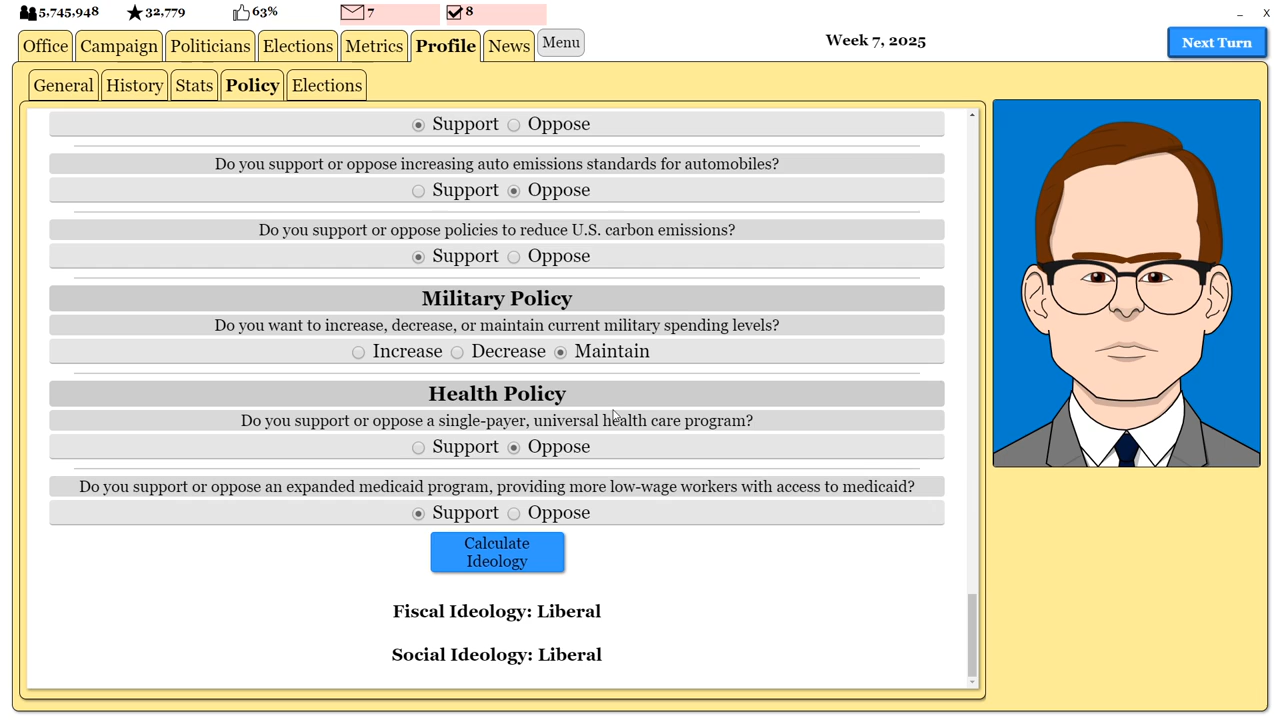 5,745,948 32,779 63% 7 8 _ X
Office Campaign Politicians Elections Metrics Profile News Menu Week 7, 2025 Next Turn
General History Stats Policy Elections
Support Oppose
Do you support or oppose increasing auto emissions standards for automobiles?
Support Oppose
Do you support or oppose policies to reduce U.S. carbon emissions?
Support Oppose
Military Policy
Do you want to increase, decrease, or maintain current military spending levels?
Increase Decrease Maintain
Health Policy
Do you support or oppose a single-payer, universal health care program?
Support Oppose
Do you support or oppose an expanded medicaid program, providing more low-wage workers with access to medicaid?
Support Oppose
Calculate
Ideology
Fiscal Ideology: Liberal
Social Ideology: Liberal